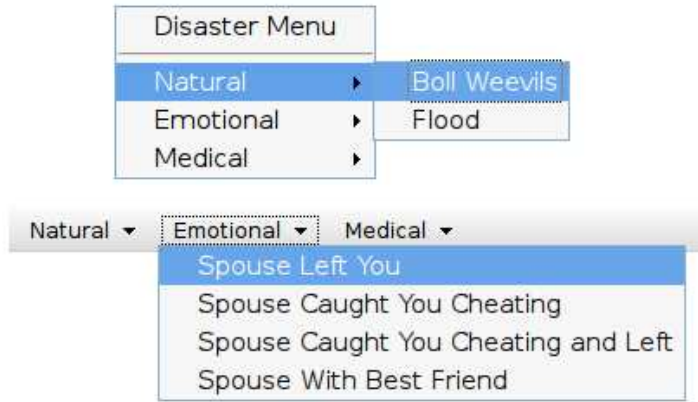 Disaster Menu
Natural Boll Weevils
Emotional Flood
Medical
Natural Emotional Medical
Spouse Left You
Spouse Caught You Cheating
Spouse Caught You Cheating and Left
Spouse With Best Friend